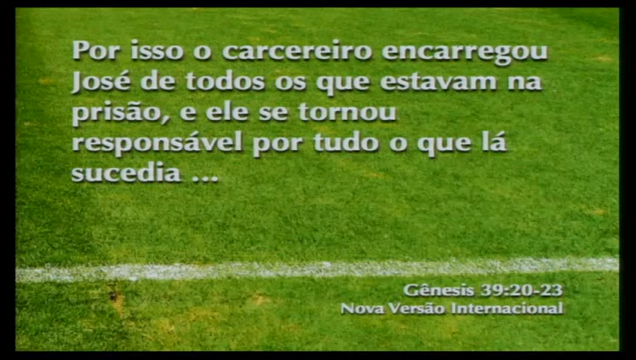 Por isso o carcereiro encarregou
José de todos os que estavam na
prisão, e ele se tornou
responsável por tudo o que lá
sucedia ...
Gênesis 39:20-23
Nova Versão Internacional